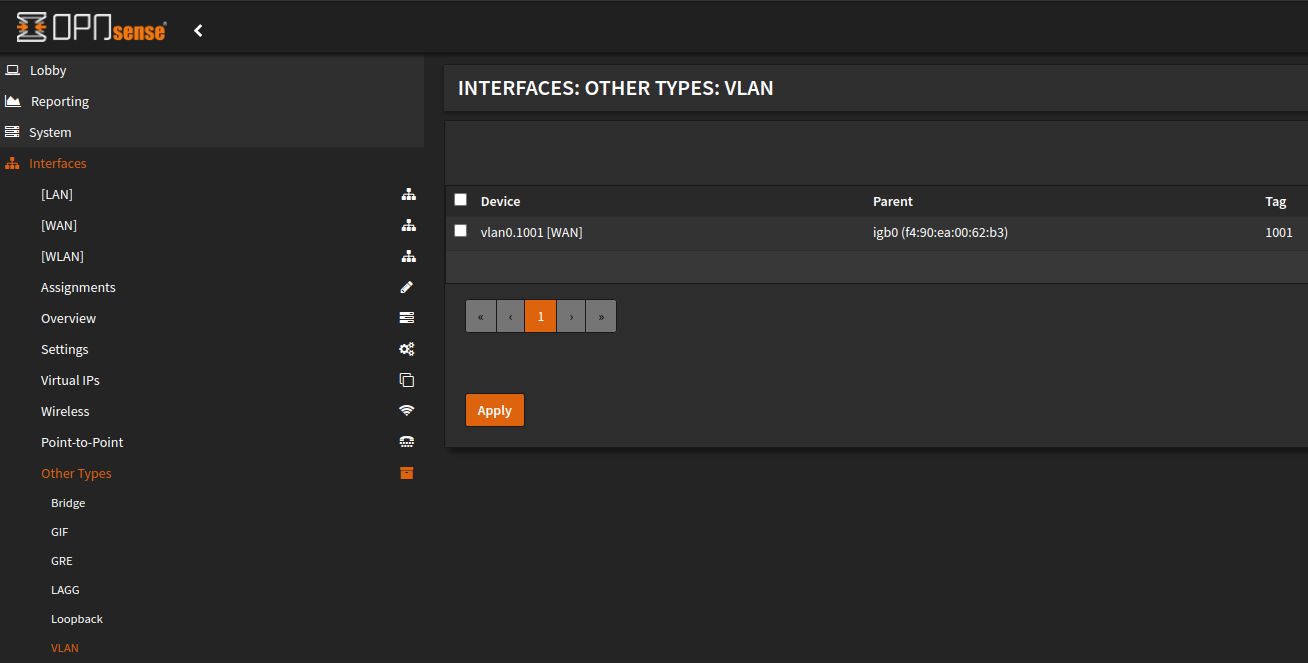 OPNsense
Lobby
Reporting
System
Interfaces
[LAN]
[WAN]
[WLAN]
Assignments
Overview
Settings
Virtual IPs
Wireless
Point-to-Point
Other Types
Bridge
GIF
GRE
LAGG
Loopback
VLAN
INTERFACES: OTHER TYPES: VLAN
Device Parent Tag
vlan0.1001 [WAN] igb0 (f4:90:ea:00:62:b3) 1001
« ‹ 1 › »
Apply